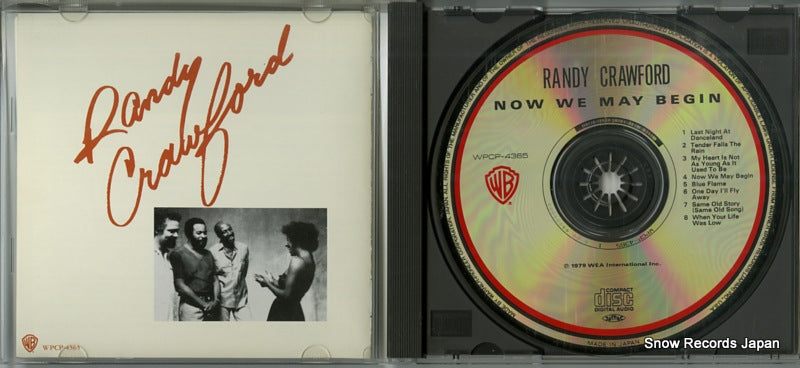 Randy
Crawford
WB
WPCP-4365
RANDY CRAWFORD
NOW WE MAY BEGIN
WPCP-4365
WB
1 Last Night At
Danceland
2 Tender Falls The
Rain
3 My Heart Is Not
As Young As It
Used To Be
4 Now We May Begin
5 Blue Flame
6 One Day I'll Fly
Away
7 Same Old Story
(Same Old Song)
8 When Your Life
Was Low
℗ 1979 WEA International Inc.
COMPACT
disc
DIGITAL AUDIO
MADE IN JAPAN
Snow Records Japan